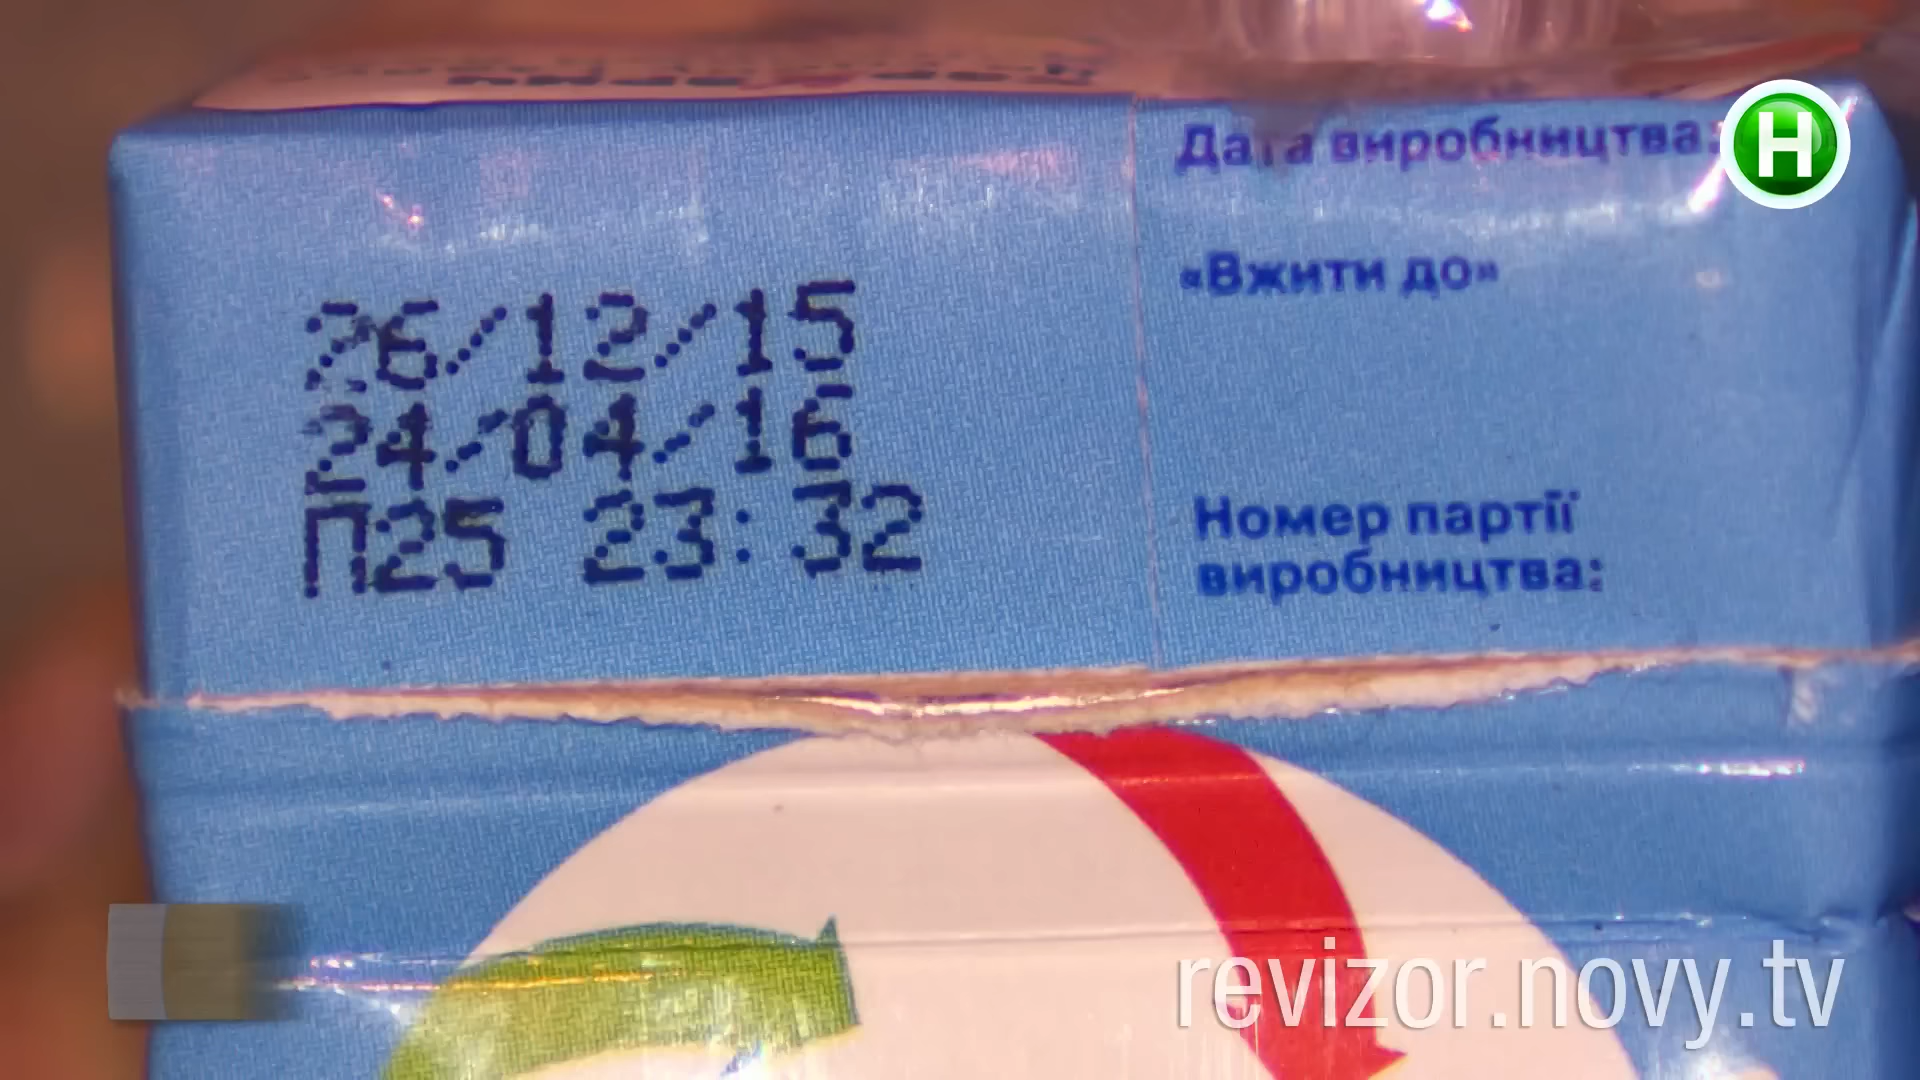 Дата виробництва:
«Вжити до»
26/12/15
24/04/16
П25 23:32
Номер партії
виробництва:
Н
revizor.novy.tv